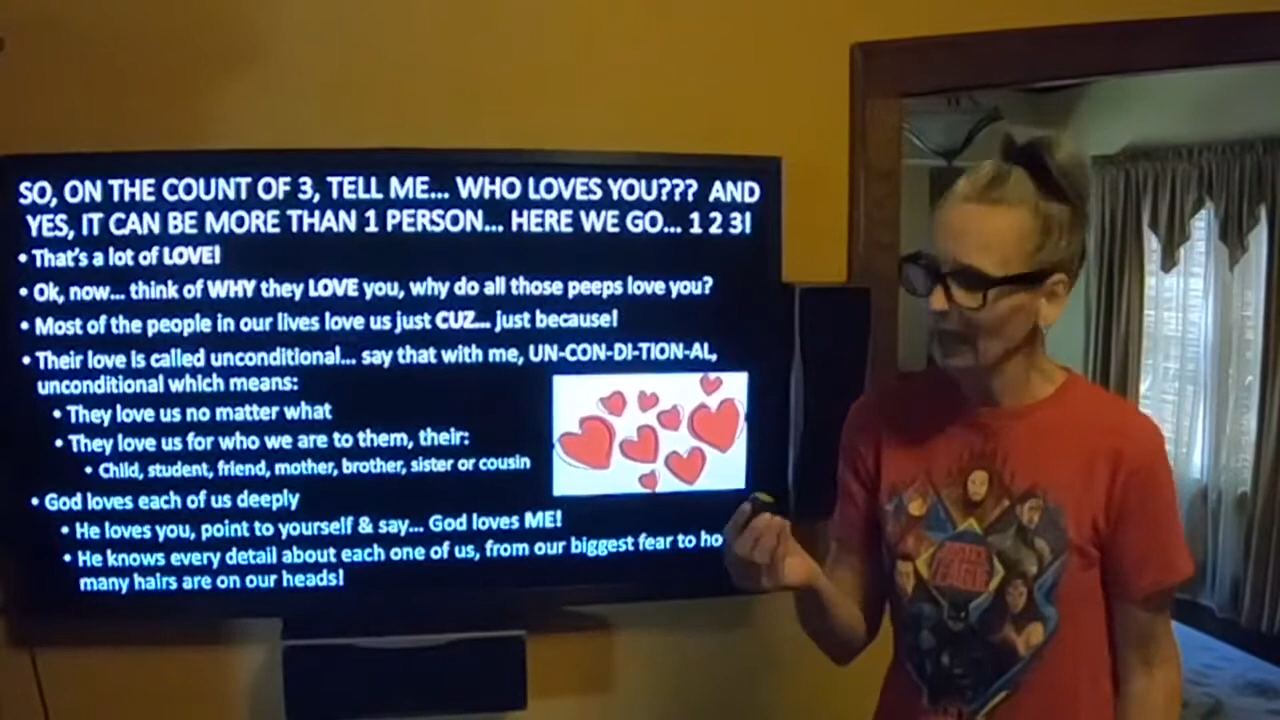 SO, ON THE COUNT OF 3, TELL ME... WHO LOVES YOU??? AND
YES, IT CAN BE MORE THAN 1 PERSON... HERE WE GO... 1 2 3!
• That's a lot of LOVE!
• Ok, now... think of WHY they LOVE you, why do all those peeps love you?
• Most of the people in our lives love us just CUZ... just because!
• Their love is called unconditional... say that with me, UN-CON-DI-TION-AL,
unconditional which means:
• They love us no matter what
• They love us for who we are to them, their:
• Child, student, friend, mother, brother, sister or cousin
• God loves each of us deeply
• He loves you, point to yourself & say... God loves ME!
• He knows every detail about each one of us, from our biggest fear to ho
many hairs are on our heads!